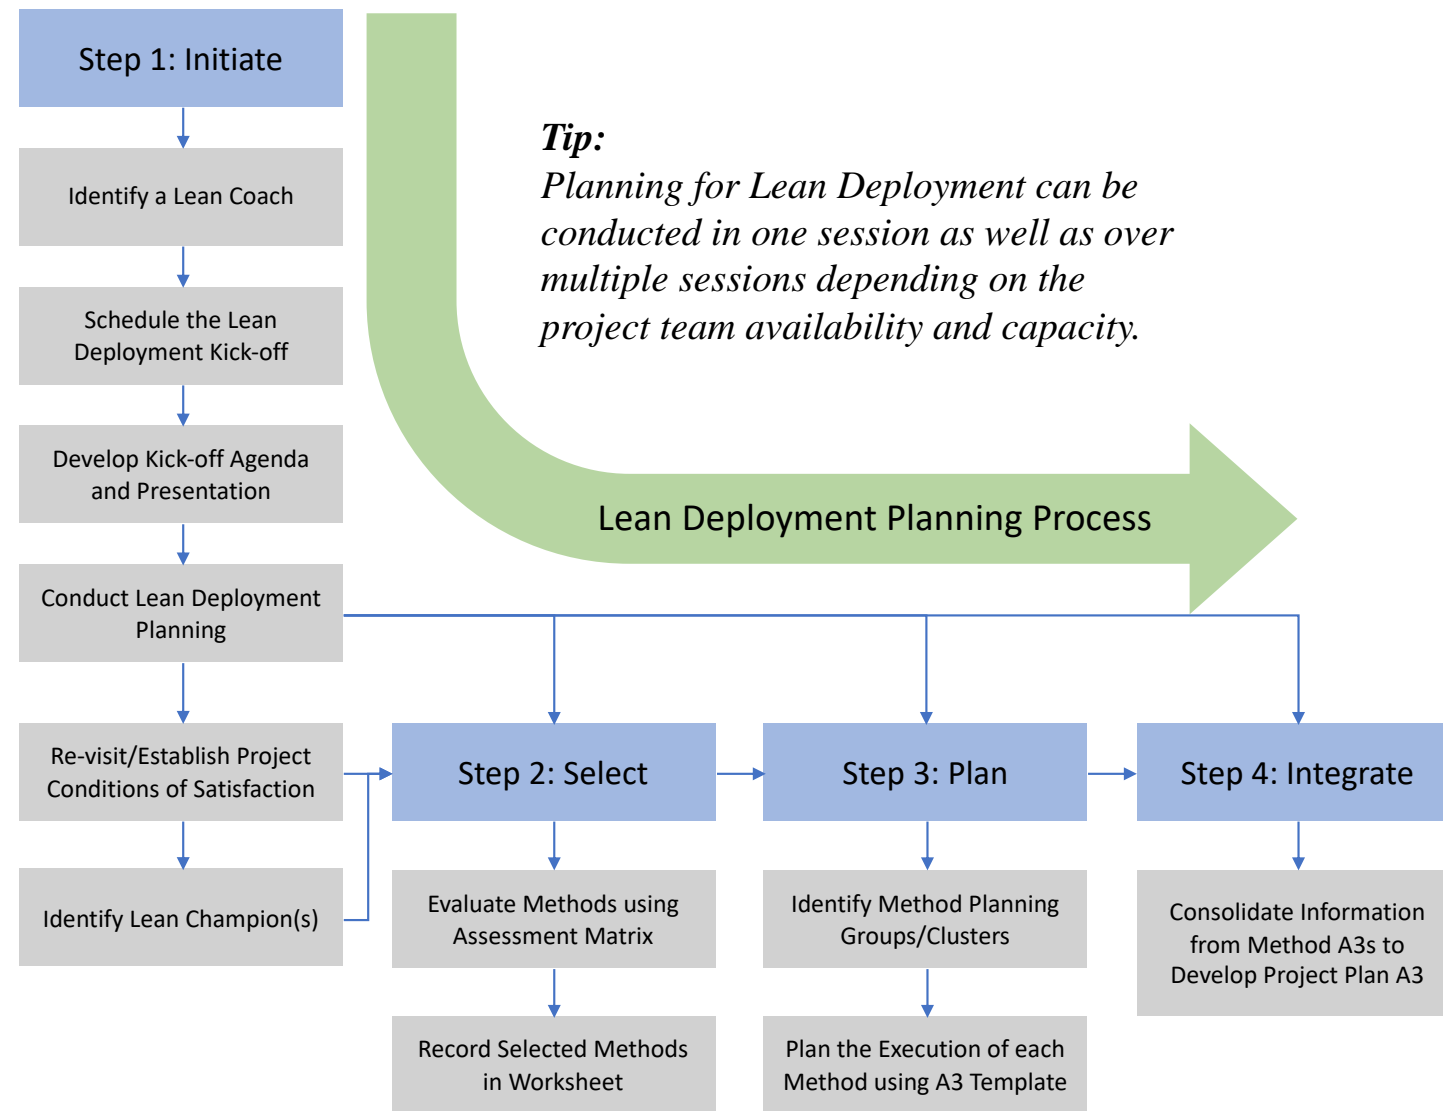 Step 1: Initiate
Identify a Lean Coach
Schedule the Lean
Deployment Kick-off
Develop Kick-off Agenda
and Presentation
Conduct Lean Deployment
Planning
Re-visit/Establish Project
Conditions of Satisfaction
Identify Lean Champion(s)
Tip:
Planning for Lean Deployment can be
conducted in one session as well as over
multiple sessions depending on the
project team availability and capacity.
Lean Deployment Planning Process
Step 2: Select
Evaluate Methods using
Assessment Matrix
Record Selected Methods
in Worksheet
Step 3: Plan
Identify Method Planning
Groups/Clusters
Plan the Execution of each
Method using A3 Template
Step 4: Integrate
Consolidate Information
from Method A3s to
Develop Project Plan A3